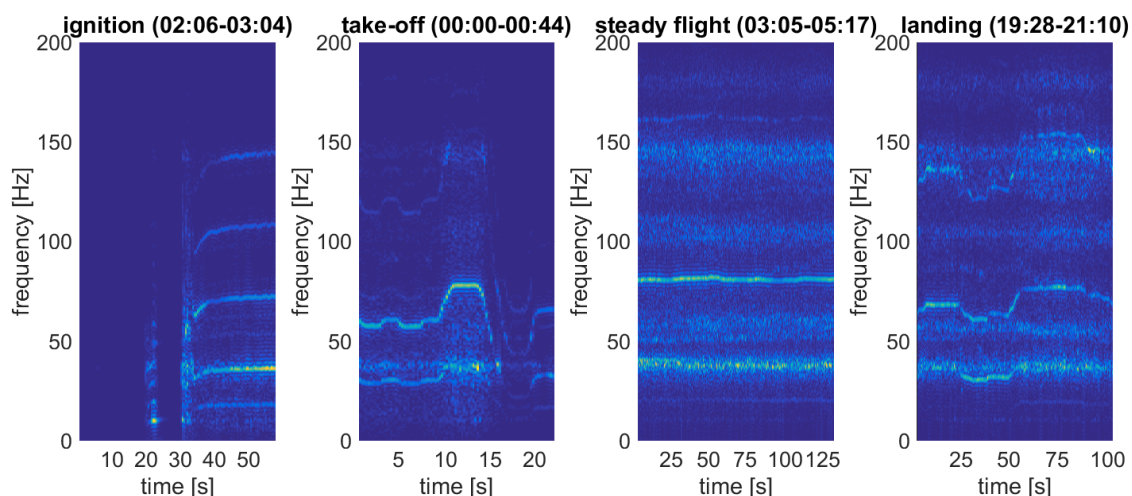 ignition (02:06-03:04)
take-off (00:00-00:44)
steady flight (03:05-05:17)
landing (19:28-21:10)
200
150
100
50
0
frequency [Hz]
10 20 30 40 50
time [s]
200
150
100
50
0
frequency [Hz]
5 10 15 20
time [s]
200
150
100
50
0
frequency [Hz]
25 50 75 100 125
time [s]
200
150
100
50
0
frequency [Hz]
25 50 75 100
time [s]